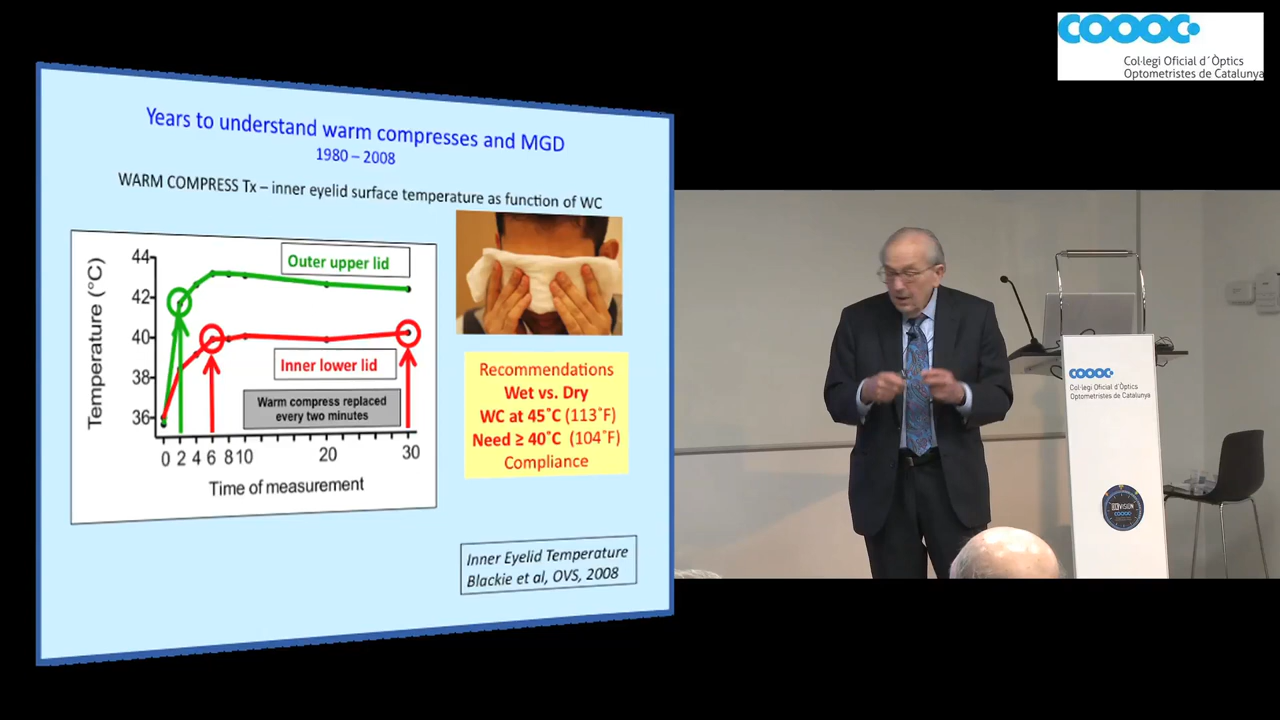 COOOC
Col·legi Oficial d´Òptics
Optometristes de Catalunya
Years to understand warm compresses and MGD
1980 – 2008
WARM COMPRESS Tx – inner eyelid surface temperature as function of WC
Temperature (°C)
44
42
40
38
36
Outer upper lid
Inner lower lid
Warm compress replaced
every two minutes
0 2 4 6 8 10 20 30
Time of measurement
Recommendations
Wet vs. Dry
WC at 45˚C (113˚F)
Need ≥ 40˚C (104˚F)
Compliance
Inner Eyelid Temperature
Blackie et al, OVS, 2008
COOOC
Col·legi Oficial d´Òptics
Optometristes de Catalunya